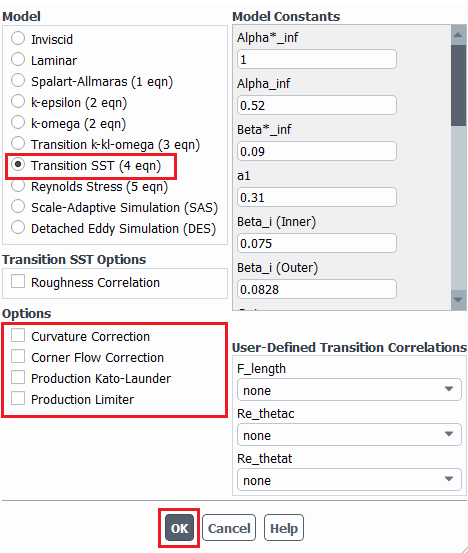 Model
Inviscid
Laminar
Spalart-Allmaras (1 eqn)
k-epsilon (2 eqn)
k-omega (2 eqn)
Transition k-kl-omega (3 eqn)
Transition SST (4 eqn)
Reynolds Stress (5 eqn)
Scale-Adaptive Simulation (SAS)
Detached Eddy Simulation (DES)
Transition SST Options
Roughness Correlation
Options
Curvature Correction
Corner Flow Correction
Production Kato-Launder
Production Limiter
Model Constants
Alpha*_inf
1
Alpha_inf
0.52
Beta*_inf
0.09
a1
0.31
Beta_i (Inner)
0.075
Beta_i (Outer)
0.0828
User-Defined Transition Correlations
F_length
none
Re_thetac
none
Re_thetat
none
OK
Cancel
Help